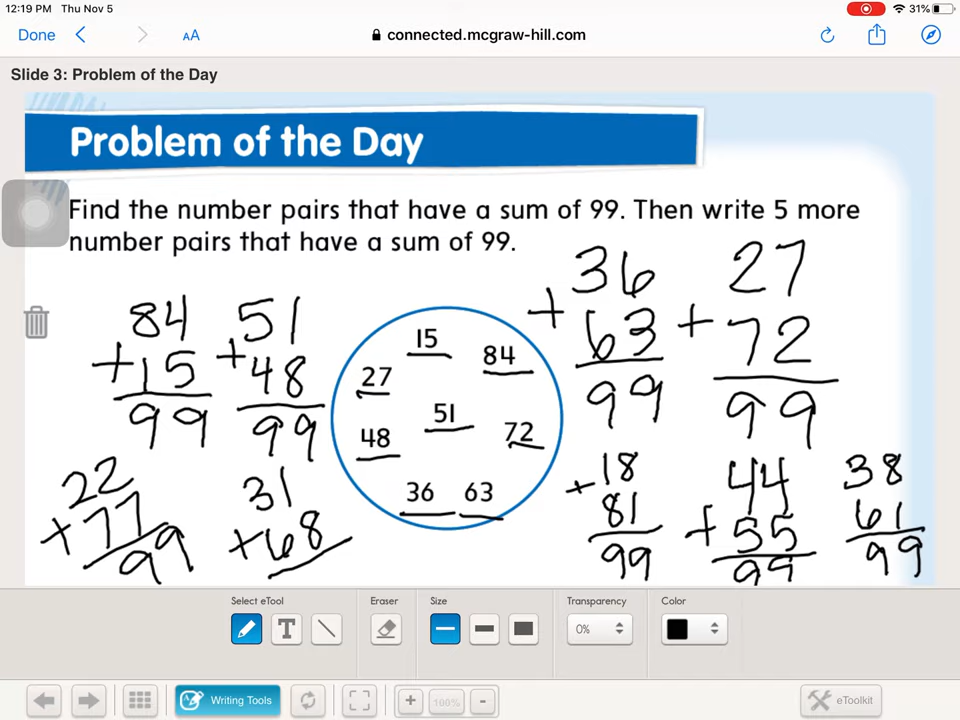 12:19 PM Thu Nov 5
31%
Done
AA
connected.mcgraw-hill.com
Slide 3: Problem of the Day
Problem of the Day
Find the number pairs that have a sum of 99. Then write 5 more
number pairs that have a sum of 99.
84
+15
99
51
+48
99
15
84
27
51
48
72
36 63
36
+63
99
27
+72
99
22
+77
99
31
+68
18
+81
99
44
+55
99
38
61
99
Select eTool
T
Eraser
Size
Transparency
0%
Color
Writing Tools
+
100%
-
eToolkit